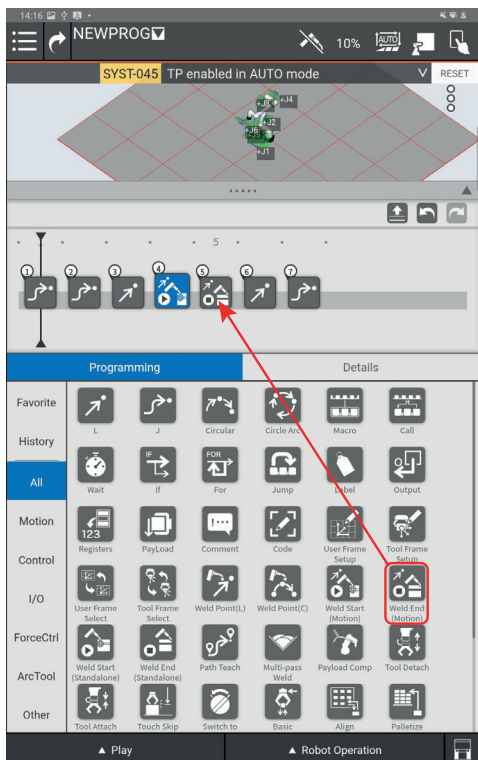 14:16
NEWPROG
10%
AUTO
SYST-045 TP enabled in AUTO mode
RESET
+J3
+J4
+J2
+J6
+J1
5
1
2
3
4
5
6
7
Programming
Details
Favorite
History
All
Motion
Control
I/O
ForceCtrl
ArcTool
Other
L
J
Circular
Circle Arc
Macro
Call
IF
FOR
Wait
If
For
Jump
Label
Output
123
Registers
PayLoad
Comment
Code
User Frame
Setup
Tool Frame
Setup
User Frame
Select
Tool Frame
Select
Weld Point(L)
Weld Point(C)
Weld Start
(Motion)
Weld End
(Motion)
Weld Start
(Standalone)
Weld End
(Standalone)
Path Teach
Multi-pass
Weld
Payload Comp
Tool Detach
Tool Attach
Touch Skip
Switch to
Basic
Align
Palletize
Play
Robot Operation